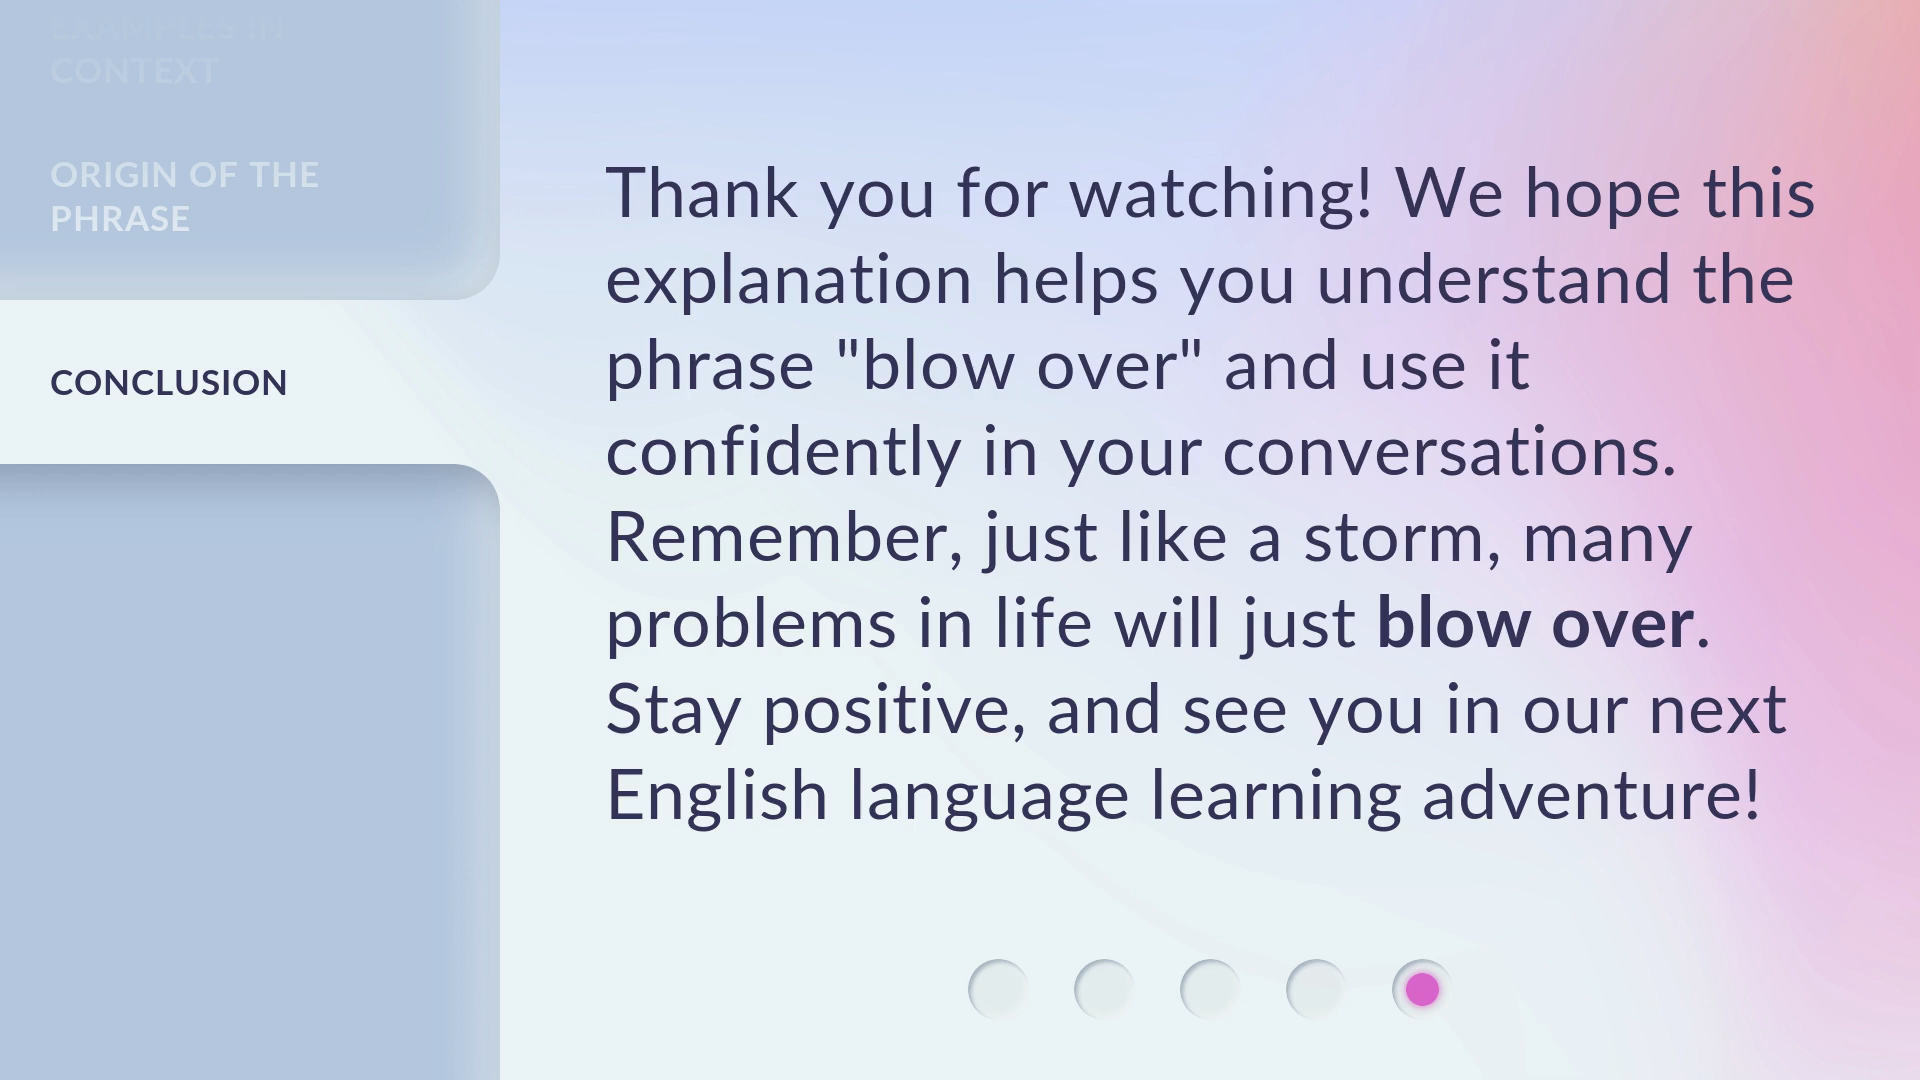 EXAMPLES IN
CONTEXT
ORIGIN OF THE
PHRASE
CONCLUSION
Thank you for watching! We hope this
explanation helps you understand the
phrase "blow over" and use it
confidently in your conversations.
Remember, just like a storm, many
problems in life will just blow over.
Stay positive, and see you in our next
English language learning adventure!